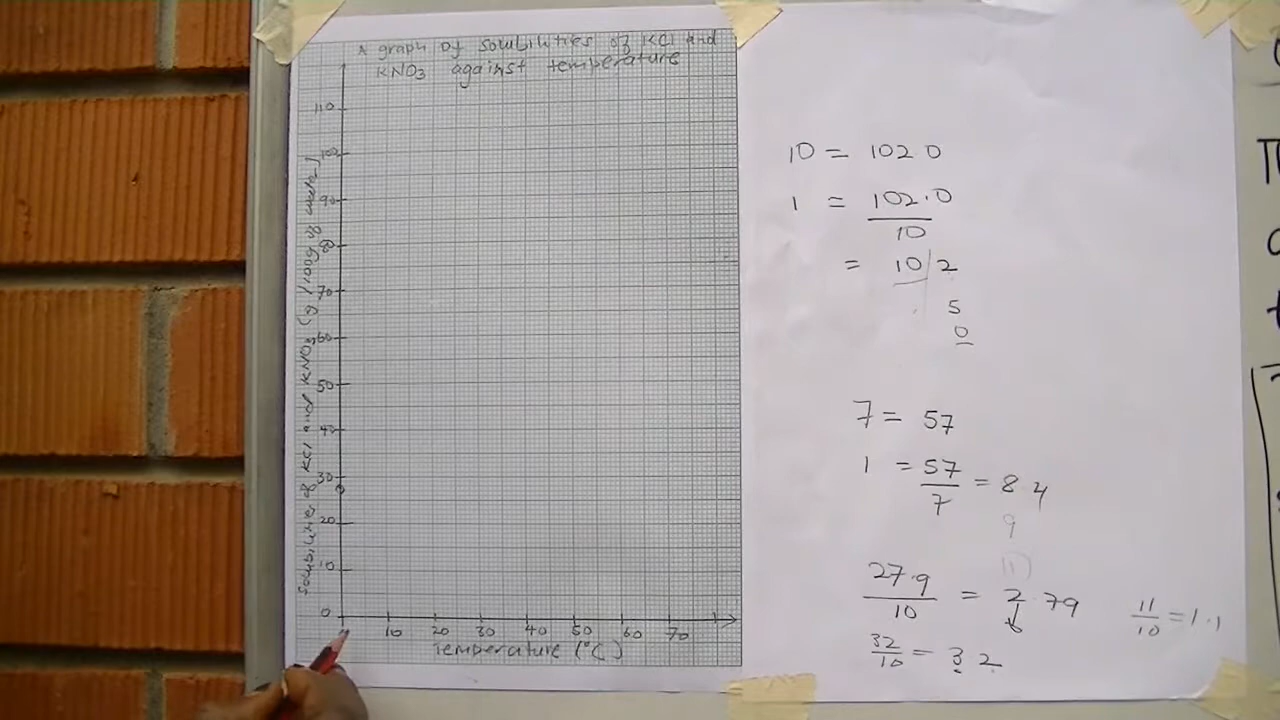 A graph of solubilities of KCl and
KNO3 against temperature
110
100
90
80
70
60
50
40
30
20
10
0
Solubilities of KCl and KNO3 (g/100g of water)
10 20 30 40 50 60 70
Temperature (°C)
10 = 102.0
1 = 102.0
10
= 10/2
5
0
7 = 57
1 = 57 = 8.4
7
9
27.9 = 2.79
10
11 = 1.1
10
32 = 3 2
10